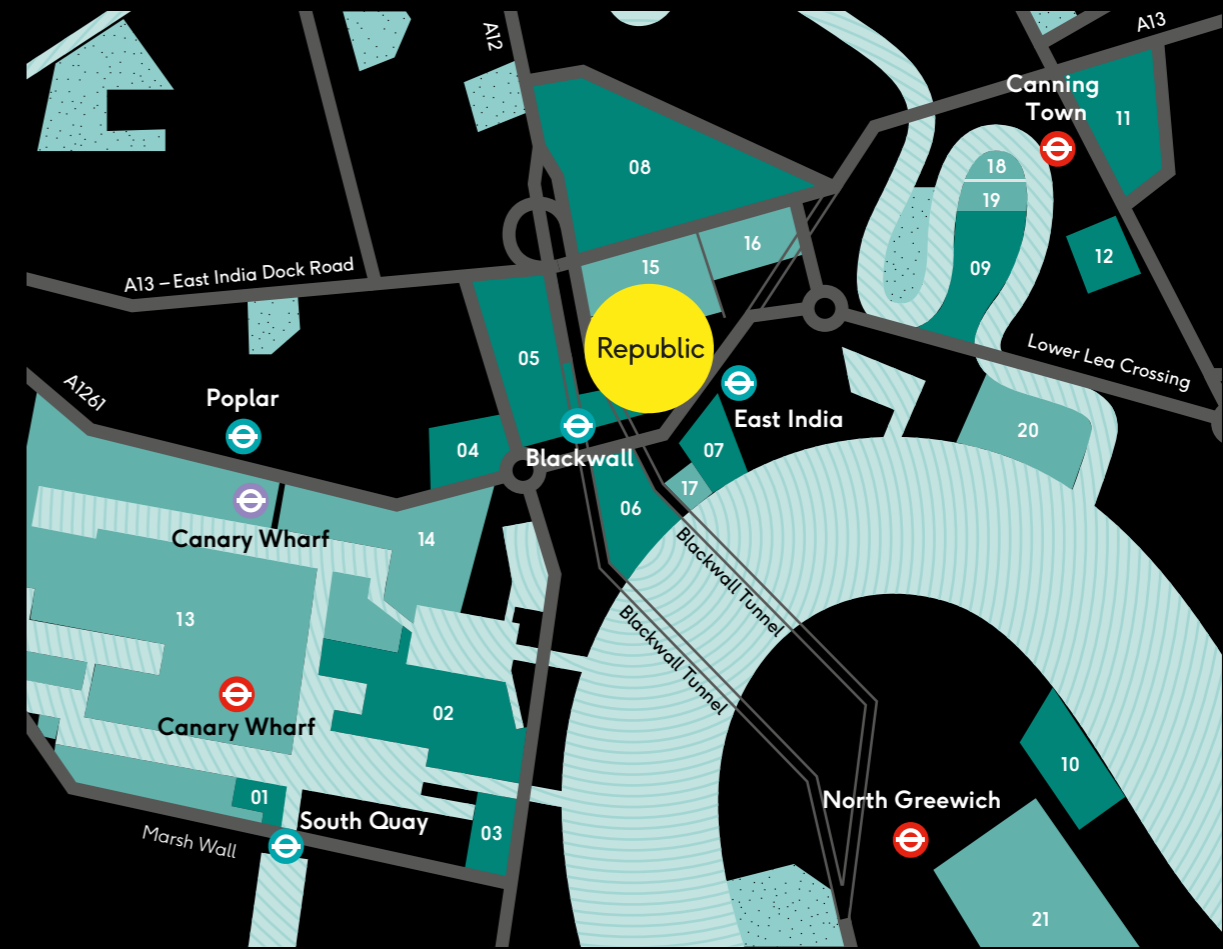 A12
A13
Canning
Town
11
08
18
19
16
12
15
09
A13 – East India Dock Road
Republic
Lower Lea Crossing
05
A1261
Poplar
East India
20
04
07
Blackwall
17
06
Canary Wharf
14
Blackwall Tunnel
13
Blackwall Tunnel
Canary Wharf
02
10
01
North Greewich
South Quay
03
Marsh Wall
21